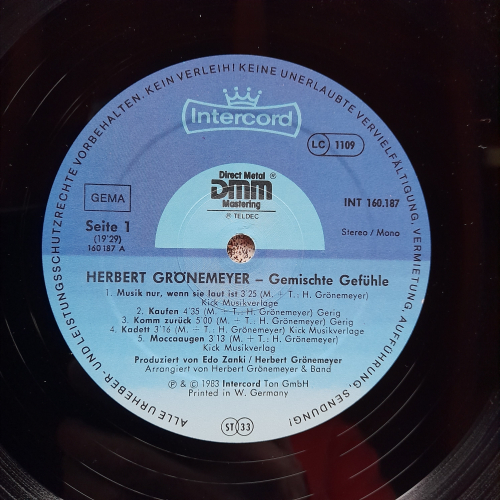 ALLE URHEBER- UND LEISTUNGSSCHUTZRECHTE VORBEHALTEN. KEIN VERLEIH! KEINE UNERLAUBTE VERVIELFÄLTIGUNG, VERMIETUNG, AUFFÜHRUNG, SENDUNG!
Intercord
LC 1109
Direct Metal ®
DMM
Mastering
℗ TELDEC
GEMA
INT 160.187
Seite 1
(19'29)
160 187 A
Stereo / Mono
HERBERT GRÖNEMEYER – Gemischte Gefühle
1. Musik nur, wenn sie laut ist 3'25 (M. + T.: H. Grönemeyer)
Kick Musikverlage
2. Kaufen 4'35 (M. + T.: H. Grönemeyer) Gerig
3. Komm zurück 5'00 (M. + T.: H. Grönemeyer) Gerig
4. Kadett 3'16 (M. + T.: H. Grönemeyer) Kick Musikverlage
5. Moccaaugen 3'13 (M. + T.: H. Grönemeyer)
Kick Musikverlag
Produziert von Edo Zanki / Herbert Grönemeyer
Arrangiert von Herbert Grönemeyer & Band
℗ & © 1983 Intercord Ton GmbH
Printed in W. Germany
ST 33